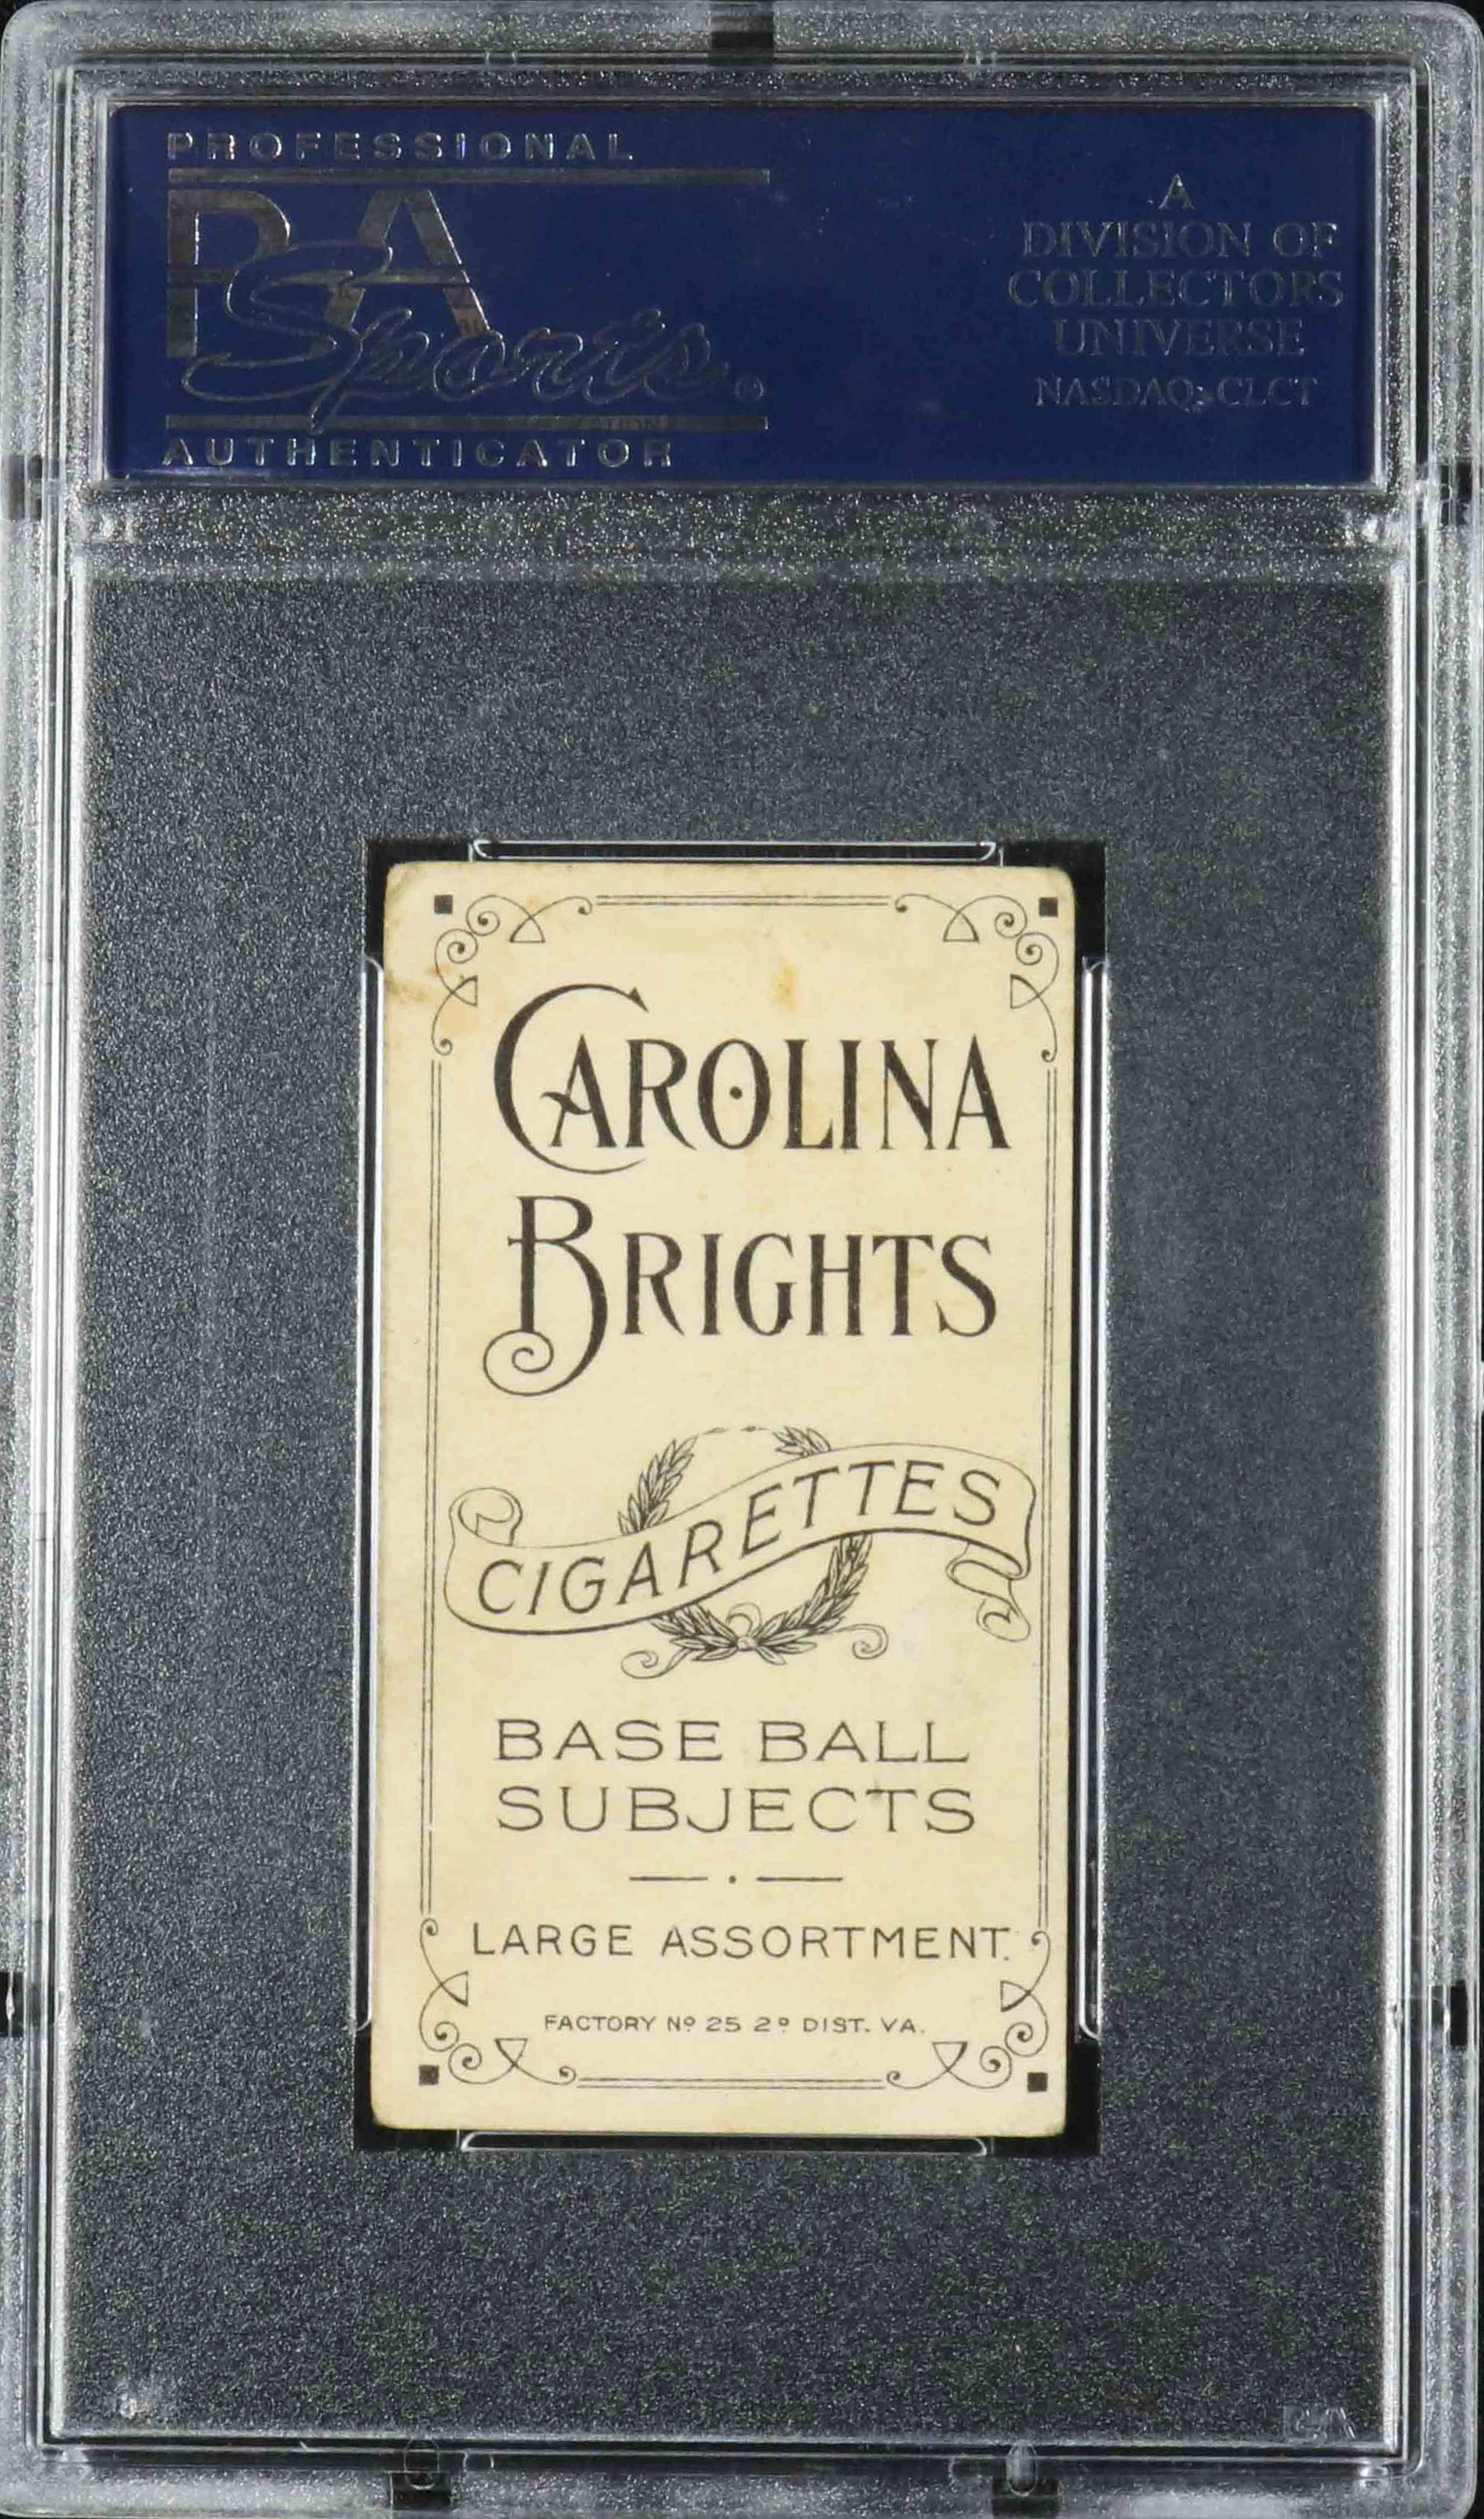 PROFESSIONAL
PSA
Sports®
AUTHENTICATOR
A
DIVISION OF
COLLECTORS
UNIVERSE
NASDAQ: CLCT
CAROLINA
BRIGHTS
CIGARETTES
BASE BALL
SUBJECTS
LARGE ASSORTMENT.
FACTORY Nº 25 2º DIST. VA.
PSA